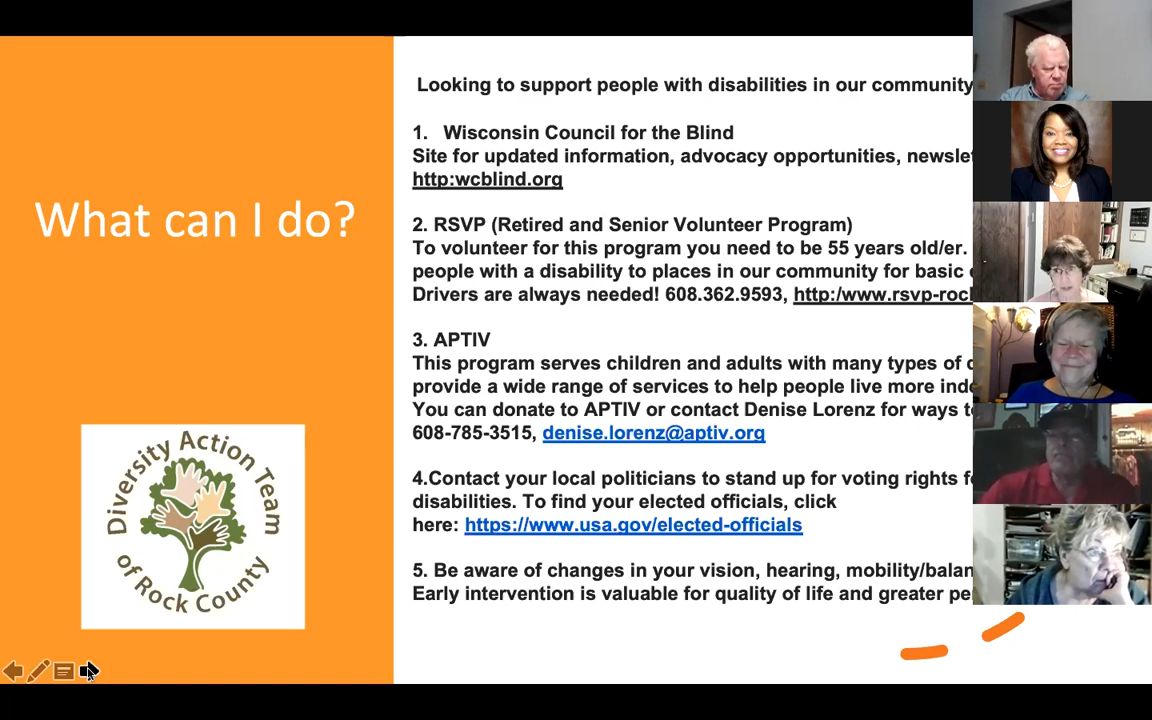 What can I do?
Diversity Action Team
of Rock County
Looking to support people with disabilities in our community
1. Wisconsin Council for the Blind
Site for updated information, advocacy opportunities,
http:wcblind.org
2. RSVP (Retired and Senior Volunteer Program)
To volunteer for this program you need to be 55 years old/er.
people with a disability to places in our community for basic
Drivers are always needed! 608.362.9593, http:/www.rsvp-roc
3. APTIV
This program serves children and adults with many types of
provide a wide range of services to help people live more
You can donate to APTIV or contact Denise Lorenz for ways
608-785-3515, denise.lorenz@aptiv.org
4.Contact your local politicians to stand up for voting rights
disabilities. To find your elected officials, click
here: https://www.usa.gov/elected-officials
5. Be aware of changes in your vision, hearing,
Early intervention is valuable for quality of life and greater